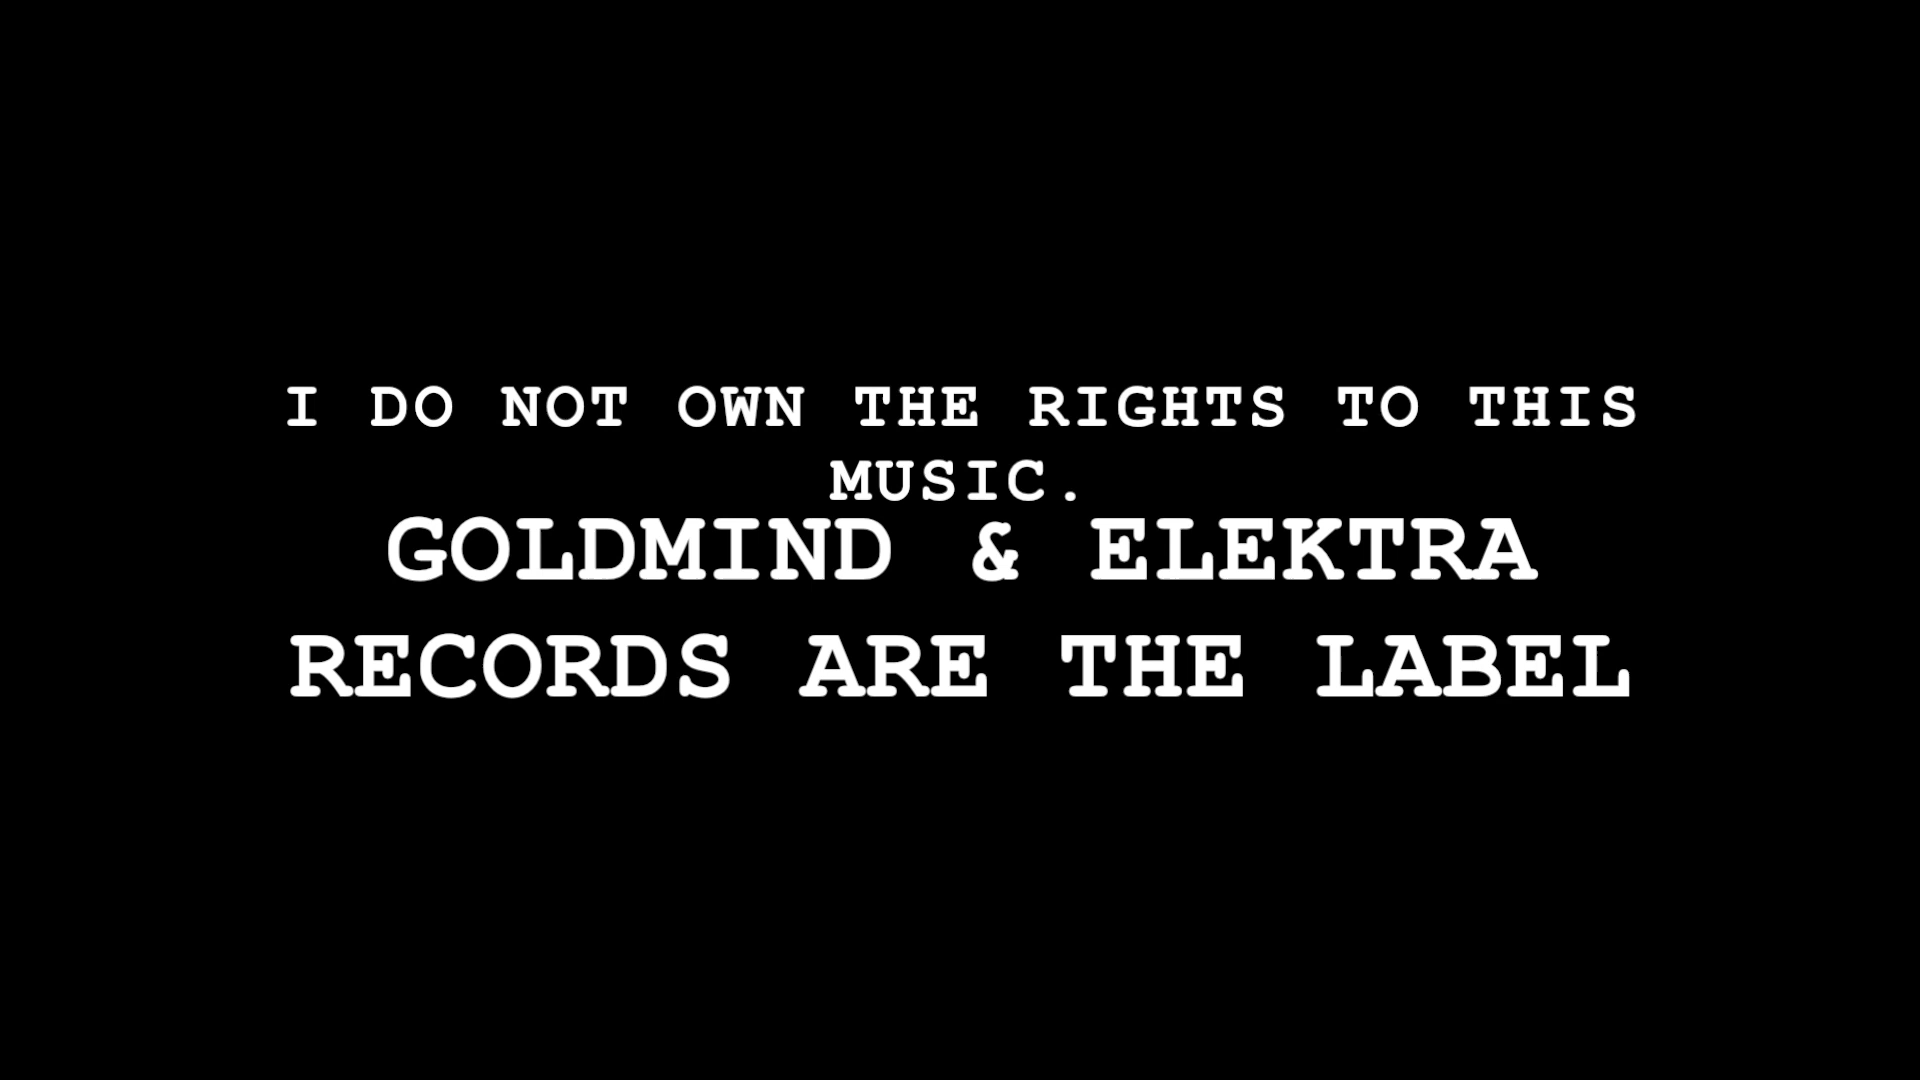 I DO NOT OWN THE RIGHTS TO THIS
MUSIC.
GOLDMIND & ELEKTRA
RECORDS ARE THE LABEL